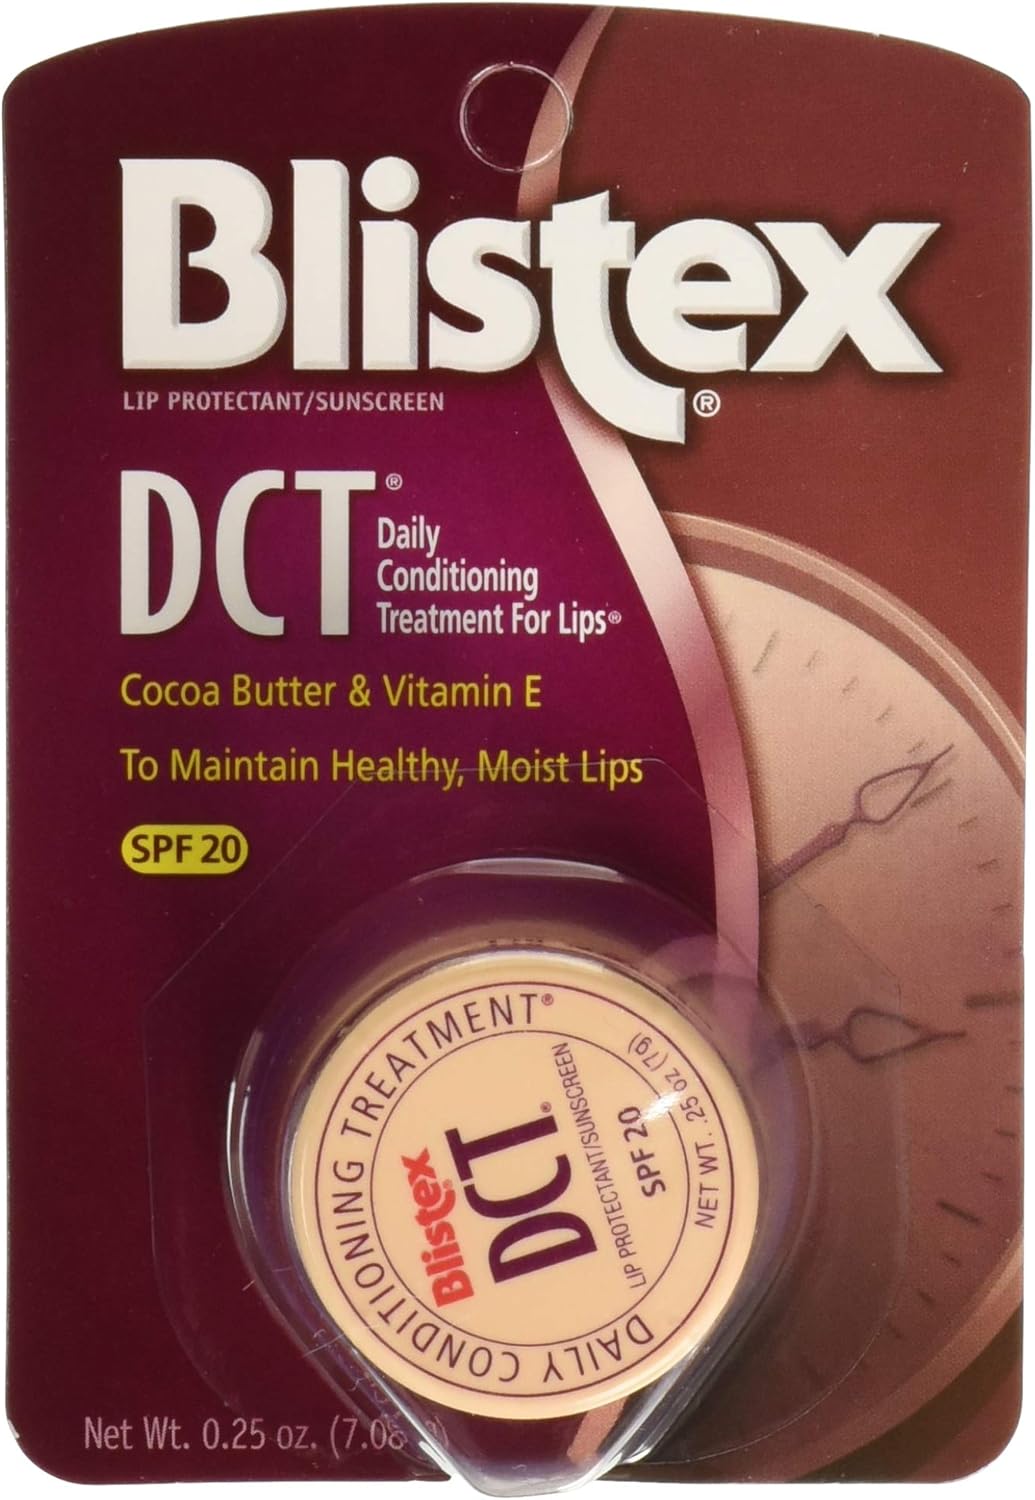 Blistex®
LIP PROTECTANT/SUNSCREEN
DCT®
Daily
Conditioning
Treatment For Lips®
Cocoa Butter & Vitamin E
To Maintain Healthy, Moist Lips
SPF 20
DAILY CONDITIONING TREATMENT®
Blistex®
DCT®
LIP PROTECTANT/SUNSCREEN
SPF 20
NET WT. .25 oz (7g)
Net Wt. 0.25 oz. (7.08